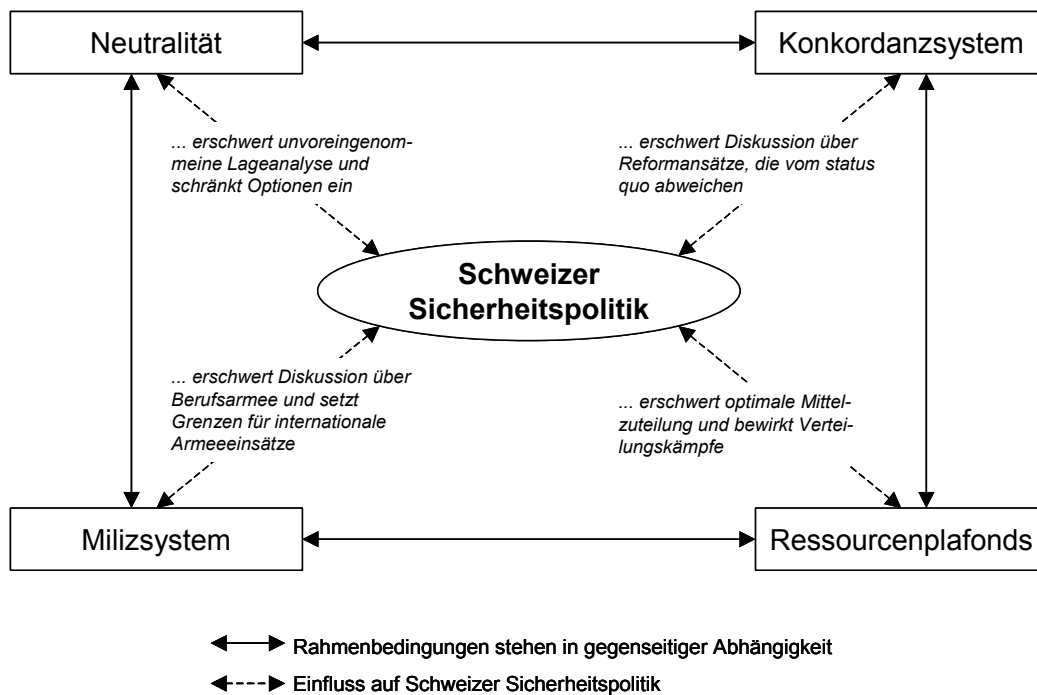 Neutralität
Konkordanzsystem
... erschwert unvoreingenom-
meine Lageanalyse und
schränkt Optionen ein
... erschwert Diskussion über
Reformansätze, die vom status
quo abweichen
Schweizer
Sicherheitspolitik
... erschwert Diskussion über
Berufsarmee und setzt
Grenzen für internationale
Armeeeinsätze
... erschwert optimale Mittel-
zuteilung und bewirkt Vertei-
lungskämpfe
Milizsystem
Ressourcenplafonds
Rahmenbedingungen stehen in gegenseitiger Abhängigkeit
Einfluss auf Schweizer Sicherheitspolitik